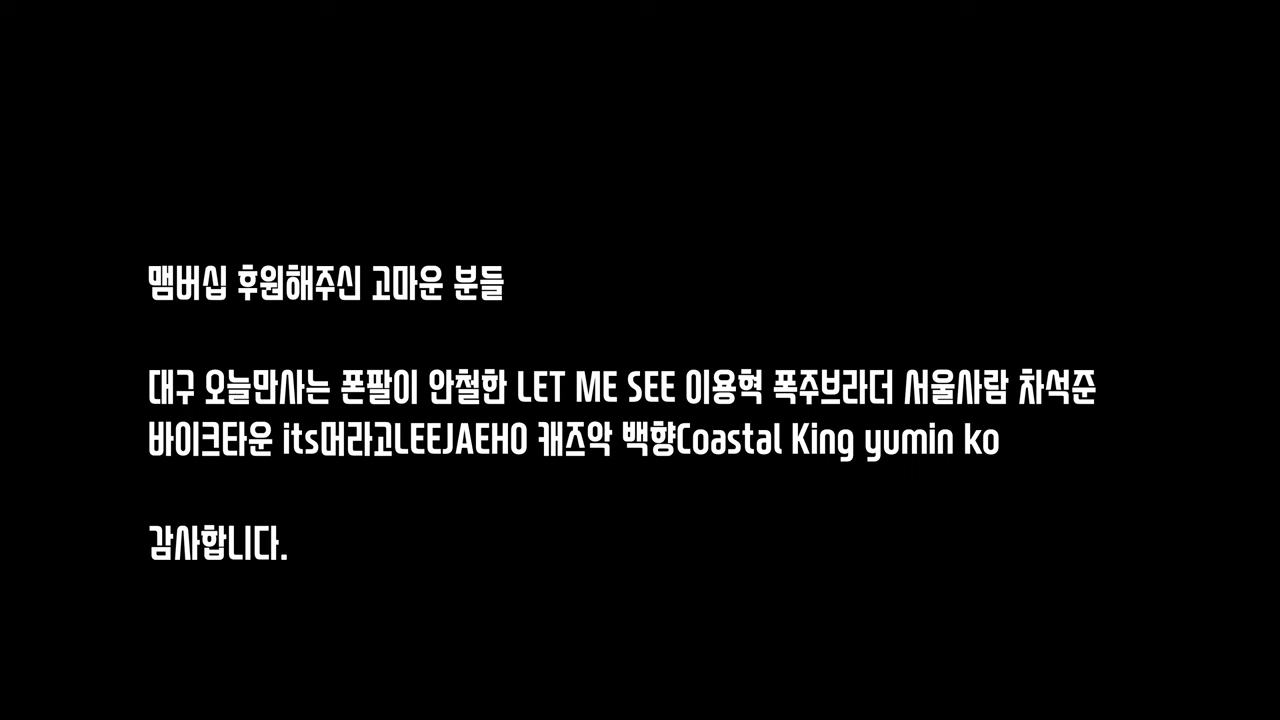 맴버십 후원해주신 고마운 분들
대구 오늘만사는 폰팔이 안철한 LET ME SEE 이용혁 폭주브라더 서울사람 차석준
바이크타운 its머라고LEEJAEHO 캐즈악 백향Coastal King yumin ko
감사합니다.